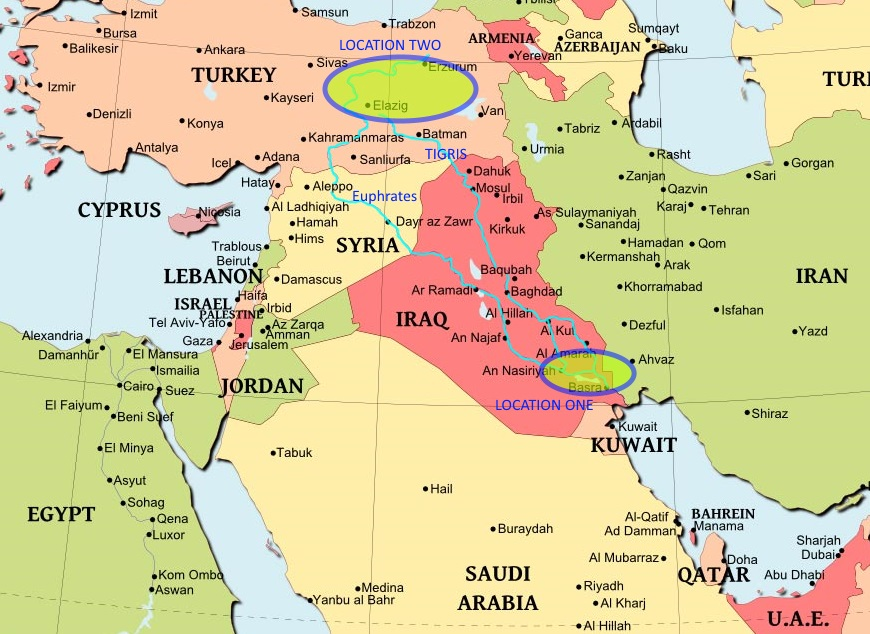 Tbilisi
Izmit
Samsun
Bursa
Trabzon
Ganca
Sumqayt
ARMENIA
AZERBAIJAN
Balikesir
Ankara
LOCATION TWO
Yerevan
Baku
Sivas
Erzurum
TURKEY
TUR
Izmir
Kayseri
Elazig
Denizli
Konya
Van
Tabriz
Ardabil
Kahramanmaras
Batman
Antalya
Icel
Adana
Sanliurfa
TIGRIS
Urmia
Rasht
Gorgan
Hatay
Aleppo
Dahuk
Zanjan
Sari
Mosul
Qazvin
Euphrates
Irbil
CYPRUS
Nicosia
Al Ladhiqiyah
Karaj
Tehran
Hamah
Dayr az Zawr
Kirkuk
As Sulaymaniyah
Sanandaj
Hims
SYRIA
Hamadan
Qom
Trablous
Beirut
Kermanshah
Arak
LEBANON
Damascus
Baqubah
IRAN
Ar Ramadi
Baghdad
Khorramabad
Haifa
ISRAEL
Irbid
PALESTINE
Al Hillah
Isfahan
Tel Aviv-Yafo
Az Zarqa
IRAQ
Al Kut
Dezful
Yazd
Alexandria
Amman
An Najaf
Gaza
Jerusalem
Damanhûr
El Mansura
Al Amarah
Ahvaz
Ismailia
An Nasiriyah
Cairo
Suez
JORDAN
Basra
El Faiyum
LOCATION ONE
Beni Suef
Shiraz
Kuwait
KUWAIT
El Minya
Tabuk
Asyut
Hail
Sohag
EGYPT
Qena
Al-Qatif
BAHREIN
Manama
Luxor
Buraydah
Ad Damman
Sharjah
Dubai
Al Mubarraz
Doha
Kom Ombo
SAUDI
QATAR
Abu Dhabi
Aswan
Medina
Riyadh
Yanbu al Bahr
ARABIA
Al Kharj
U.A.E.
Al Hillah